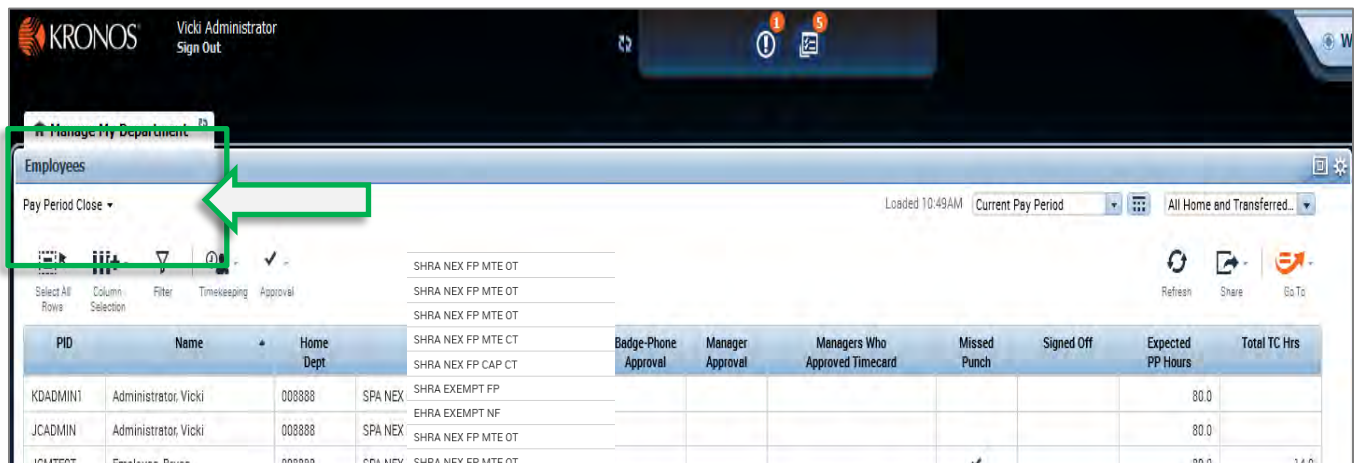 KRONOS
Vicki Administrator
Sign Out
1
5
W
Manage My Department
Employees
Pay Period Close
Loaded 10:49AM Current Pay Period All Home and Transferred...
Select All Rows Column Selection Filter Timekeeping Approval Refresh Share Go To
SHRA NEX FP MTE OT
SHRA NEX FP MTE OT
SHRA NEX FP MTE OT
SHRA NEX FP MTE CT
SHRA NEX FP CAP CT
SHRA EXEMPT FP
EHRA EXEMPT NF
SHRA NEX FP MTE OT
SHRA NEX FP MTE OT
PID Name Home Dept Badge-Phone Approval Manager Approval Managers Who Approved Timecard Missed Punch Signed Off Expected PP Hours Total TC Hrs
KDADMIN1 Administrator, Vicki 008888 SPA NEX 80.0
JCADMIN Administrator, Vicki 008888 SPA NEX 80.0